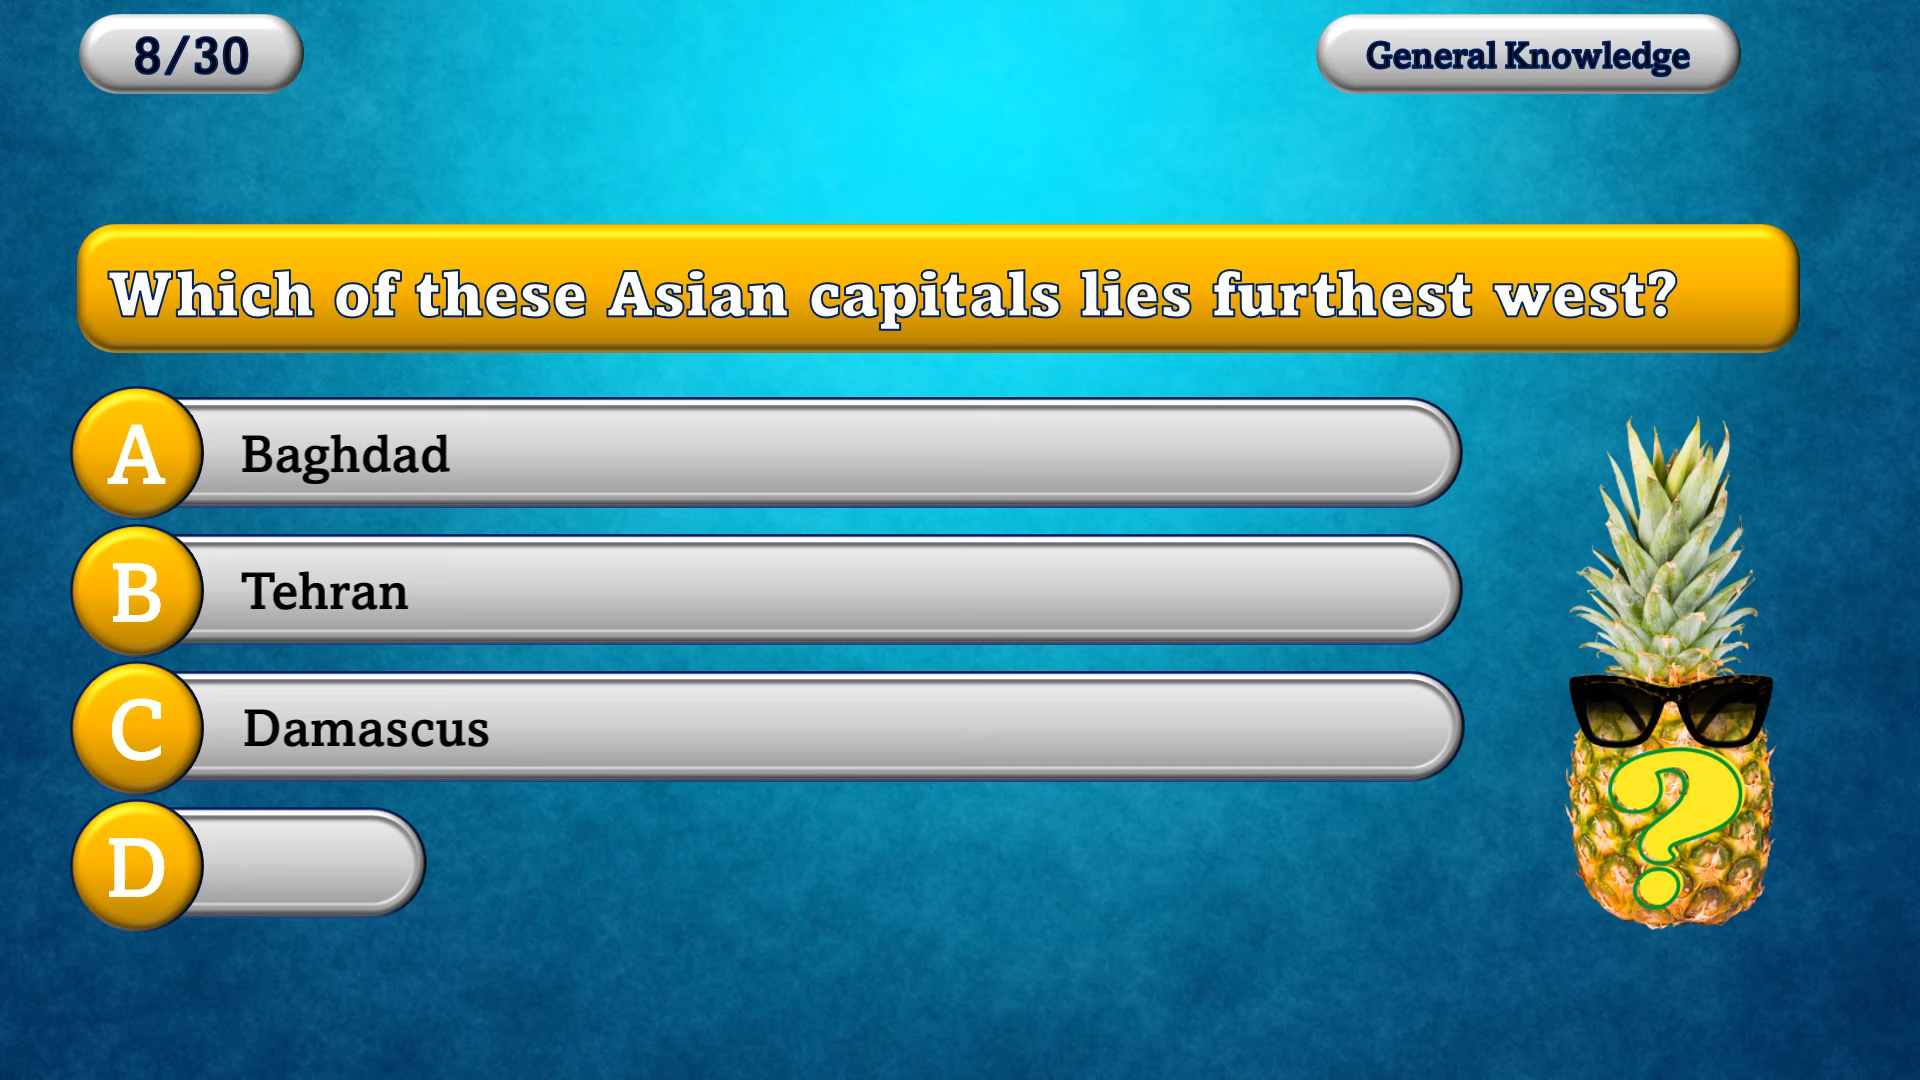 8/30
General Knowledge
Which of these Asian capitals lies furthest west?
A Baghdad
B Tehran
C Damascus
D
?